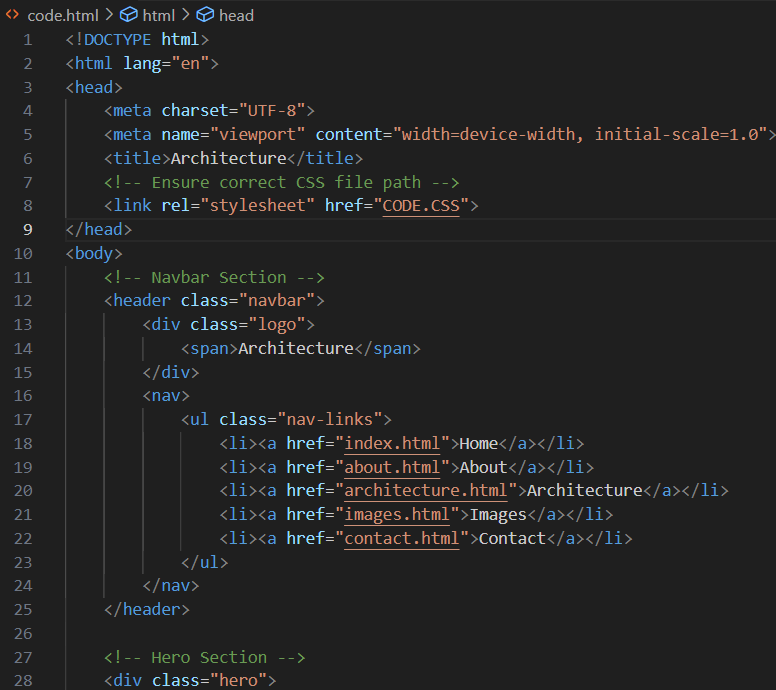 code.html > html > head
1 <!DOCTYPE html>
2 <html lang="en">
3 <head>
4     <meta charset="UTF-8">
5     <meta name="viewport" content="width=device-width, initial-scale=1.0">
6     <title>Architecture</title>
7     <!-- Ensure correct CSS file path -->
8     <link rel="stylesheet" href="CODE.CSS">
9 </head>
10 <body>
11     <!-- Navbar Section -->
12     <header class="navbar">
13         <div class="logo">
14             <span>Architecture</span>
15         </div>
16         <nav>
17             <ul class="nav-links">
18                 <li><a href="index.html">Home</a></li>
19                 <li><a href="about.html">About</a></li>
20                 <li><a href="architecture.html">Architecture</a></li>
21                 <li><a href="images.html">Images</a></li>
22                 <li><a href="contact.html">Contact</a></li>
23             </ul>
24         </nav>
25     </header>
26
27     <!-- Hero Section -->
28     <div class="hero">